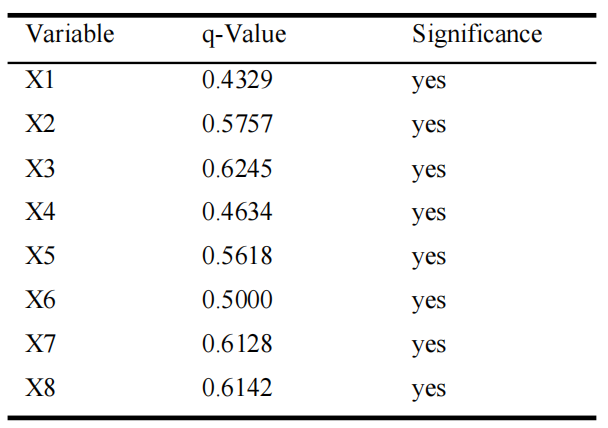 Variable q-Value Significance
X1 0.4329 yes
X2 0.5757 yes
X3 0.6245 yes
X4 0.4634 yes
X5 0.5618 yes
X6 0.5000 yes
X7 0.6128 yes
X8 0.6142 yes